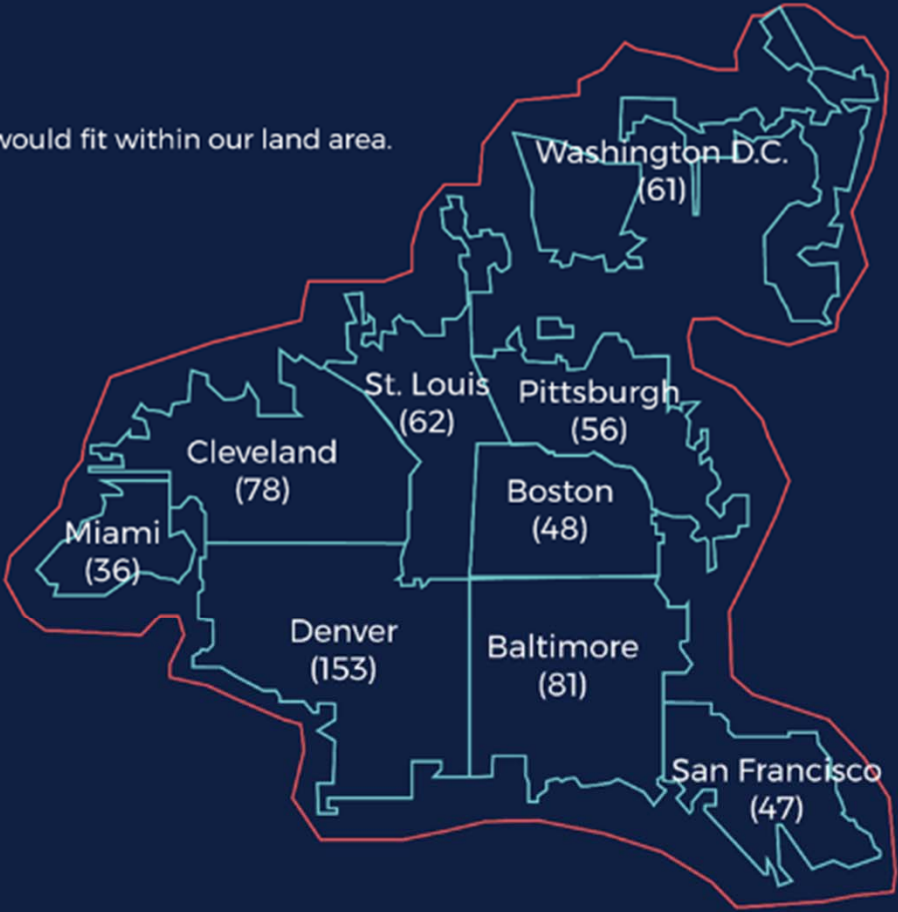 would fit within our land area.
Washington D.C.
(61)
St. Louis
(62)
Pittsburgh
(56)
Cleveland
(78)
Boston
(48)
Miami
(36)
Denver
(153)
Baltimore
(81)
San Francisco
(47)